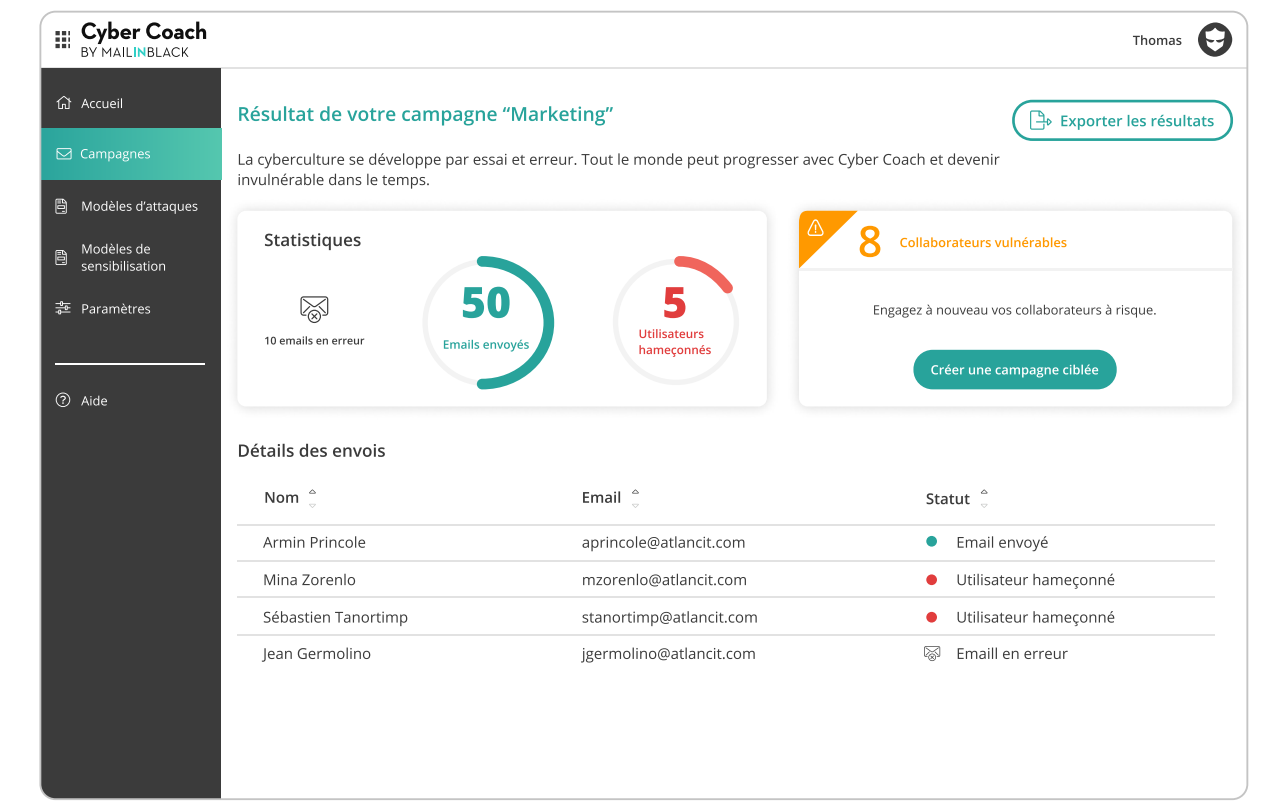 Cyber Coach
BY MAILINBLACK
Thomas
Accueil
Campagnes
Modèles d’attaques
Modèles de
sensibilisation
Paramètres
Aide
Résultat de votre campagne “Marketing”
Exporter les résultats
La cyberculture se développe par essai et erreur. Tout le monde peut progresser avec Cyber Coach et devenir
invulnérable dans le temps.
Statistiques
10 emails en erreur
50
Emails envoyés
5
Utilisateurs
hameçonnés
8 Collaborateurs vulnérables
Engagez à nouveau vos collaborateurs à risque.
Créer une campagne ciblée
Détails des envois
Nom Email Statut
Armin Princole aprincole@atlancit.com Email envoyé
Mina Zorenlo mzorenlo@atlancit.com Utilisateur hameçonné
Sébastien Tanortimp stanortimp@atlancit.com Utilisateur hameçonné
Jean Germolino jgermolino@atlancit.com Emaill en erreur